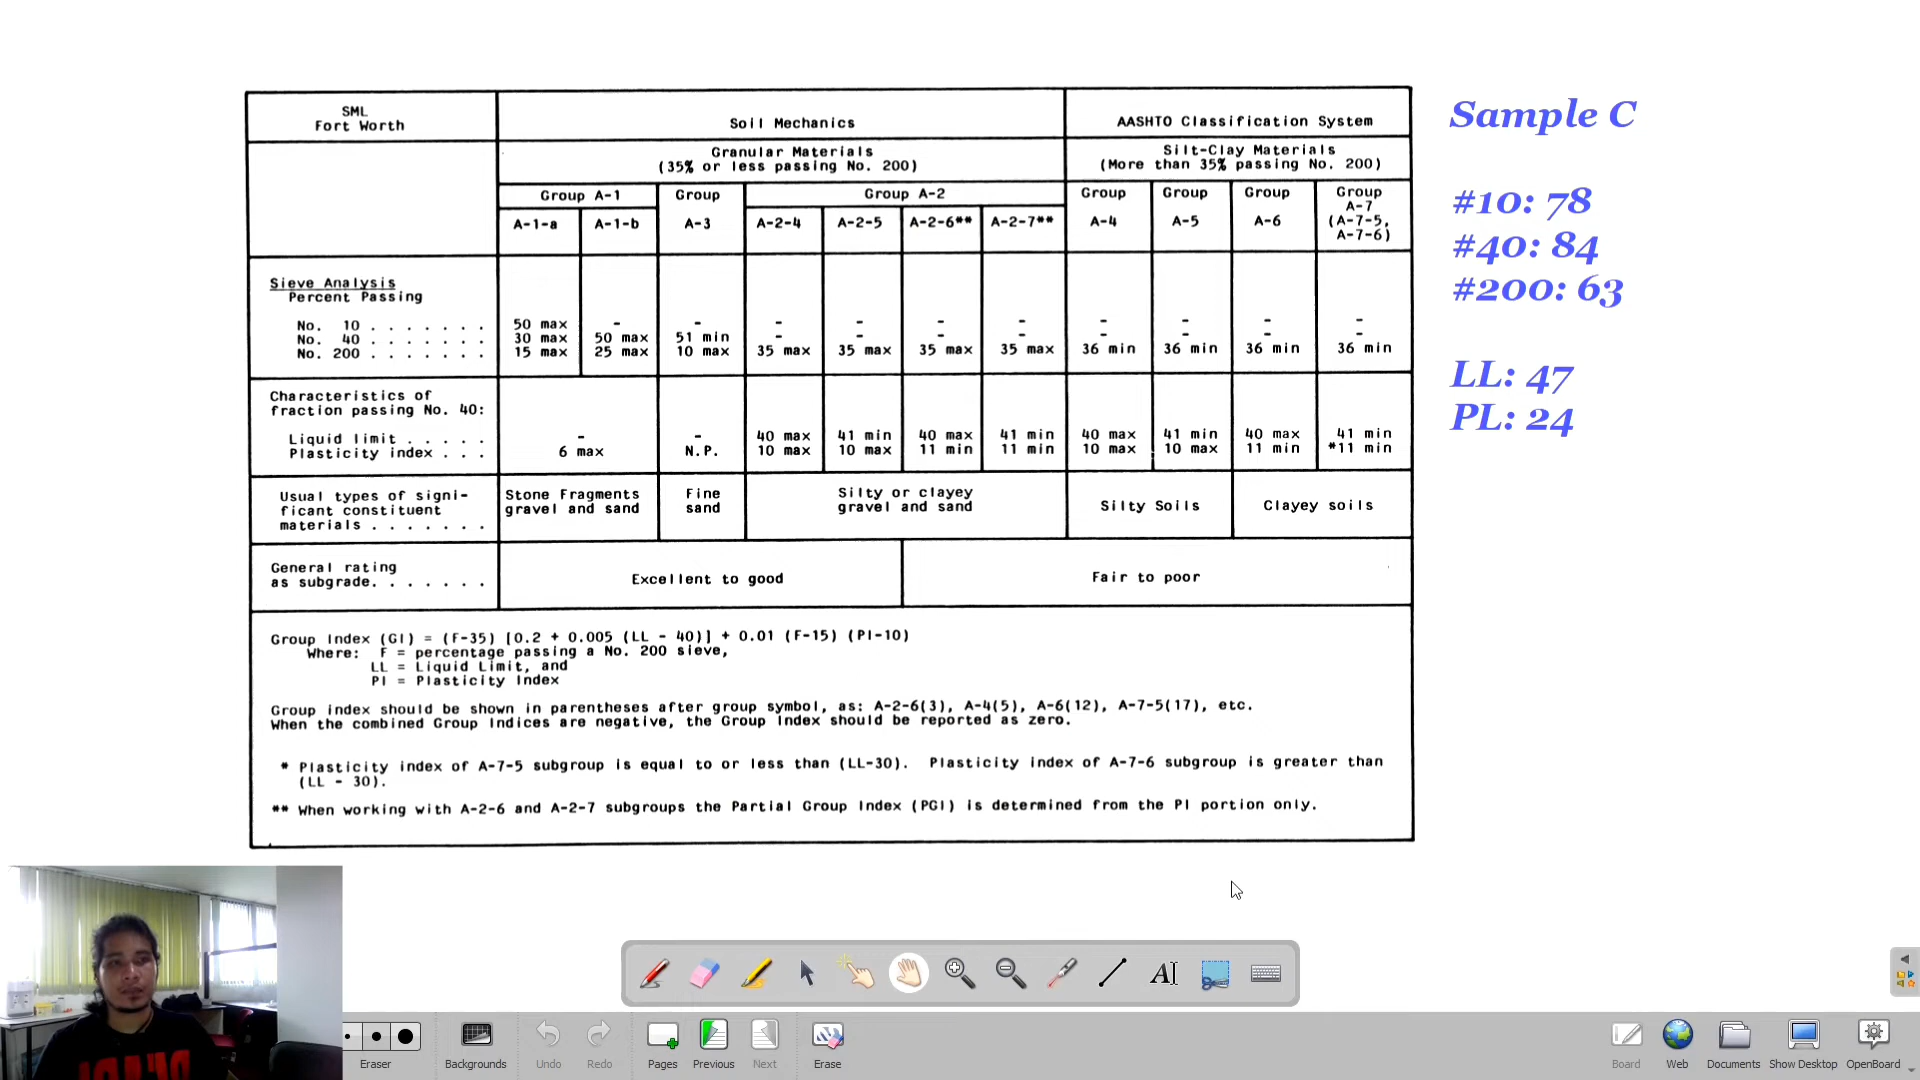 SML
Fort Worth
Soil Mechanics
AASHTO Classification System
Granular Materials
(35% or less passing No. 200)
Silt-Clay Materials
(More than 35% passing No. 200)
Group A-1
Group
A-3
Group A-2
Group
A-4
Group
A-5
Group
A-6
Group
A-7
(A-7-5,
A-7-6)
A-1-a
A-1-b
A-2-4
A-2-5
A-2-6**
A-2-7**
Sieve Analysis
Percent Passing
No. 10 . . . . . . . 50 max - - - - - - - - - -
No. 40 . . . . . . . 30 max 50 max 51 min - - - - - - - -
No. 200 . . . . . . . 15 max 25 max 10 max 35 max 35 max 35 max 35 max 36 min 36 min 36 min 36 min
Characteristics of
fraction passing No. 40:
Liquid limit . . . . . - - 40 max 41 min 40 max 41 min 40 max 41 min 40 max 41 min
Plasticity index . . . 6 max N.P. 10 max 10 max 11 min 11 min 10 max 10 max 11 min *11 min
Usual types of signi-
ficant constituent
materials . . . . . . .
Stone Fragments
gravel and sand
Fine
sand
Silty or clayey
gravel and sand
Silty Soils
Clayey soils
General rating
as subgrade. . . . . . .
Excellent to good
Fair to poor
Group Index (GI) = (F-35) [0.2 + 0.005 (LL - 40)] + 0.01 (F-15) (PI-10)
Where: F = percentage passing a No. 200 sieve,
LL = Liquid Limit, and
PI = Plasticity Index
Group index should be shown in parentheses after group symbol, as: A-2-6(3), A-4(5), A-6(12), A-7-5(17), etc.
When the combined Group Indices are negative, the Group Index should be reported as zero.
* Plasticity index of A-7-5 subgroup is equal to or less than (LL-30). Plasticity index of A-7-6 subgroup is greater than
(LL - 30).
** When working with A-2-6 and A-2-7 subgroups the Partial Group Index (PGI) is determined from the PI portion only.
Sample C
#10: 78
#40: 84
#200: 63
LL: 47
PL: 24
Eraser
Backgrounds
Undo
Redo
Pages
Previous
Next
Erase
Board
Web
Documents
Show Desktop
OpenBoard